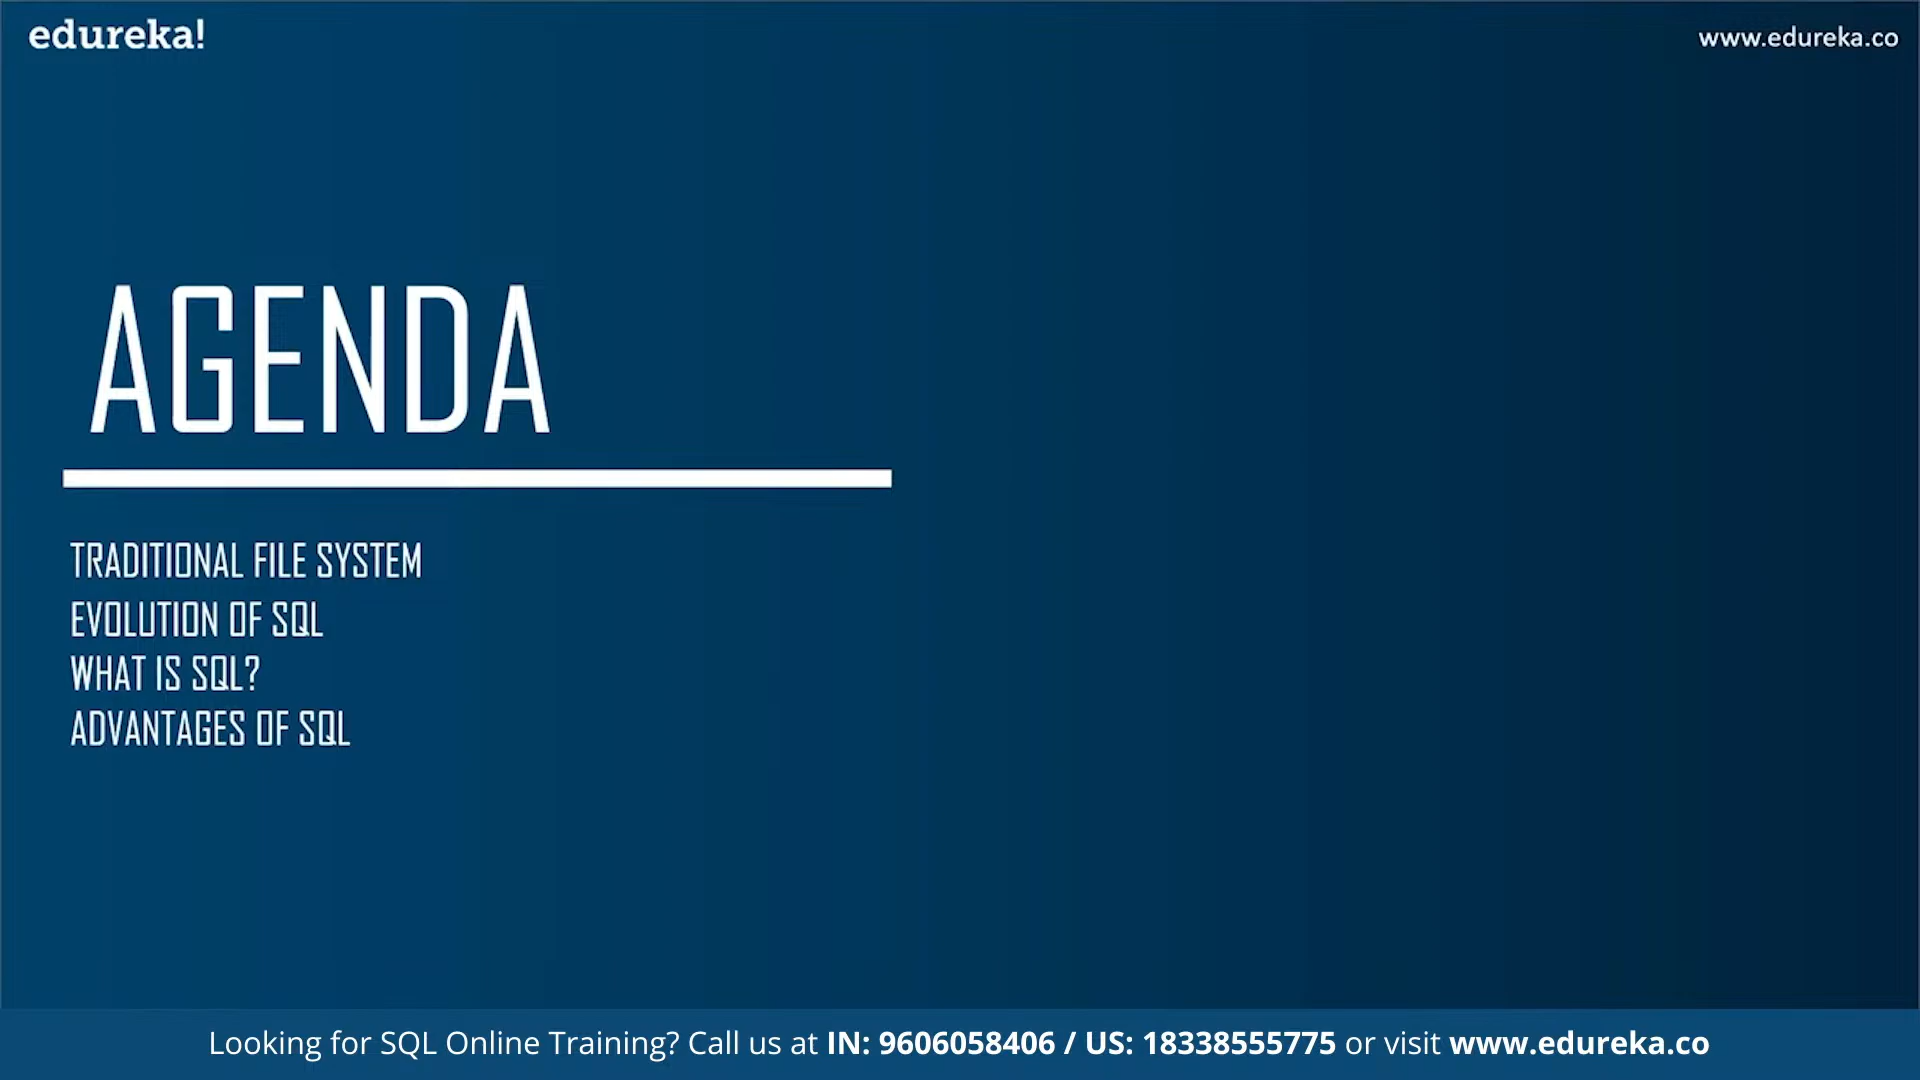 edureka!
www.edureka.co
AGENDA
TRADITIONAL FILE SYSTEM
EVOLUTION OF SQL
WHAT IS SQL?
ADVANTAGES OF SQL
Looking for SQL Online Training? Call us at IN: 9606058406 / US: 18338555775 or visit www.edureka.co